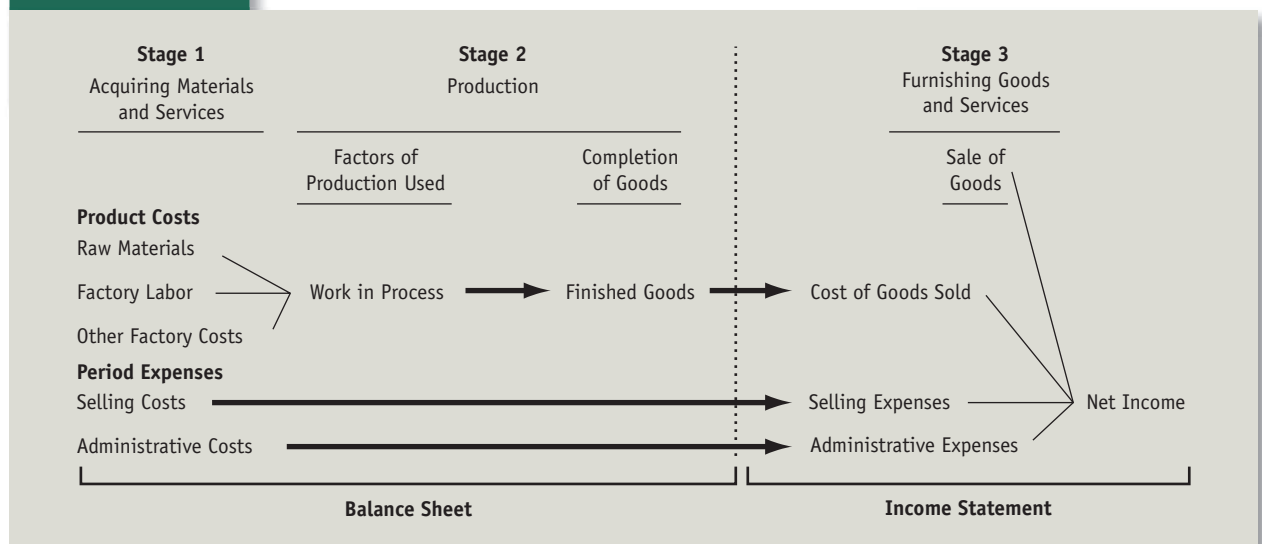 Stage 1
Acquiring Materials
and Services
Stage 2
Production
Stage 3
Furnishing Goods
and Services
Factors of
Production Used
Completion
of Goods
Sale of
Goods
Product Costs
Raw Materials
Factory Labor
Work in Process
Finished Goods
Cost of Goods Sold
Other Factory Costs
Period Expenses
Selling Costs
Selling Expenses
Net Income
Administrative Costs
Administrative Expenses
Balance Sheet
Income Statement